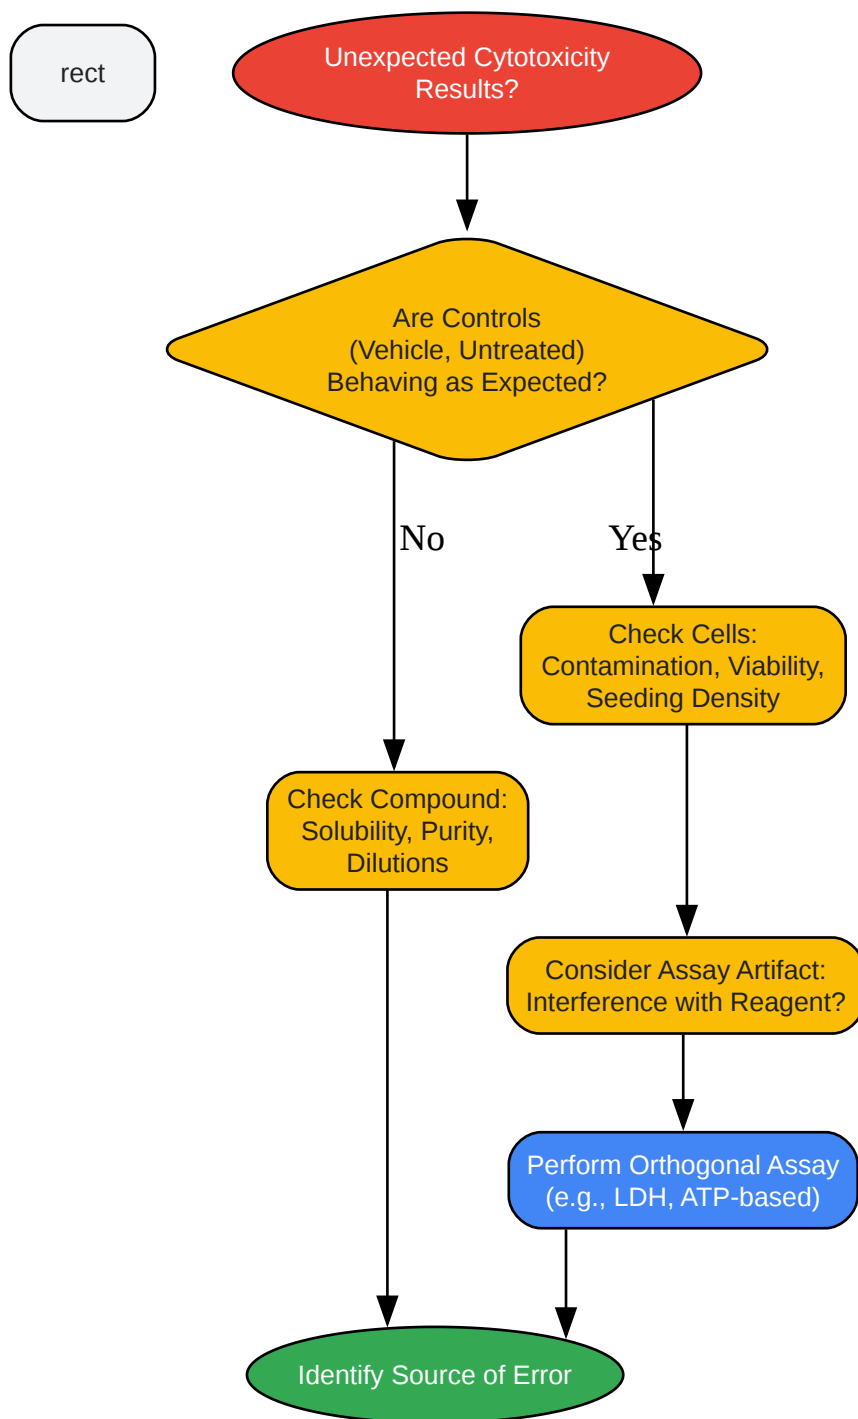 rect
Unexpected Cytotoxicity
Results?
Are Controls
(Vehicle, Untreated)
Behaving as Expected?
No
Yes
Check Cells:
Contamination, Viability,
Seeding Density
Check Compound:
Solubility, Purity,
Dilutions
Consider Assay Artifact:
Interference with Reagent?
Perform Orthogonal Assay
(e.g., LDH, ATP-based)
Identify Source of Error